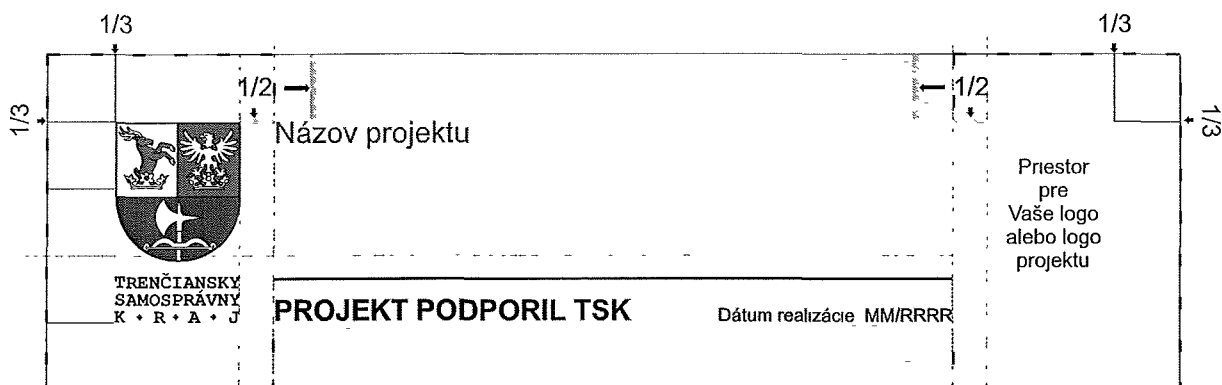 1/3
1/3
1/2
1/2
1/3
1/3
Názov projektu
Priestor
pre
Vaše logo
alebo logo
projektu
TRENČIANSKY
SAMOSPRÁVNY
K • R • A • J
PROJEKT PODPORIL TSK
Dátum realizácie MM/RRRR